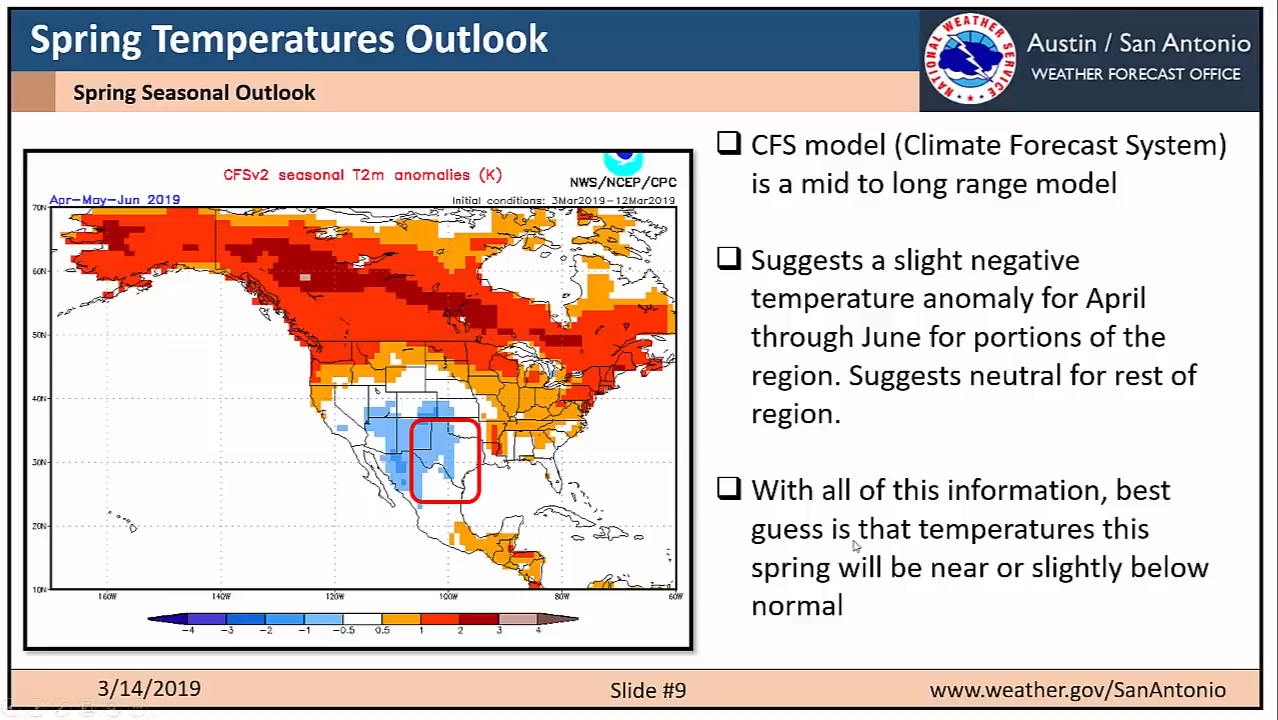 Spring Temperatures Outlook
Spring Seasonal Outlook
NATIONAL WEATHER SERVICE
Austin / San Antonio
WEATHER FORECAST OFFICE
CFSv2 seasonal T2m anomalies (K)
NWS/NCEP/CPC
Apr-May-Jun 2019
Initial conditions: 3Mar2019-12Mar2019
70N
60N
50N
40N
30N
20N
10N
160W 140W 120W 100W 80W 60W
-4 -3 -2 -1 -0.5 0.5 1 2 3 4
CFS model (Climate Forecast System)
is a mid to long range model
Suggests a slight negative
temperature anomaly for April
through June for portions of the
region. Suggests neutral for rest of
region.
With all of this information, best
guess is that temperatures this
spring will be near or slightly below
normal
3/14/2019
Slide #9
www.weather.gov/SanAntonio